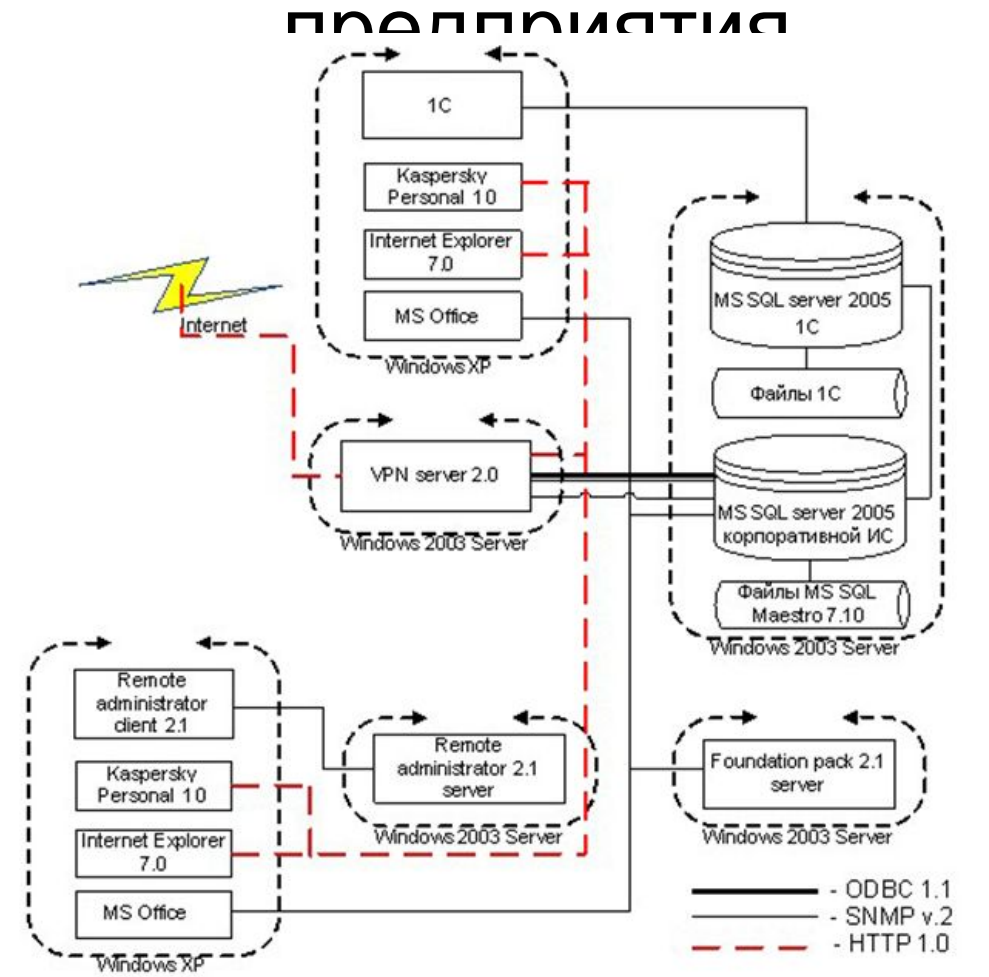 предприятия
1С
Kaspersky
Personal 10
Internet Explorer
7.0
MS Office
Windows XP
Internet
MS SQL server 2005
1С
Файлы 1С
MS SQL server 2005
корпоративной ИС
Файлы MS SQL
Maestro 7.10
Windows 2003 Server
VPN server 2.0
Windows 2003 Server
Remote
administrator
client 2.1
Kaspersky
Personal 10
Internet Explorer
7.0
MS Office
Windows XP
Remote
administrator 2.1
server
Windows 2003 Server
Foundation pack 2.1
server
Windows 2003 Server
- ODBC 1.1
- SNMP v.2
- HTTP 1.0